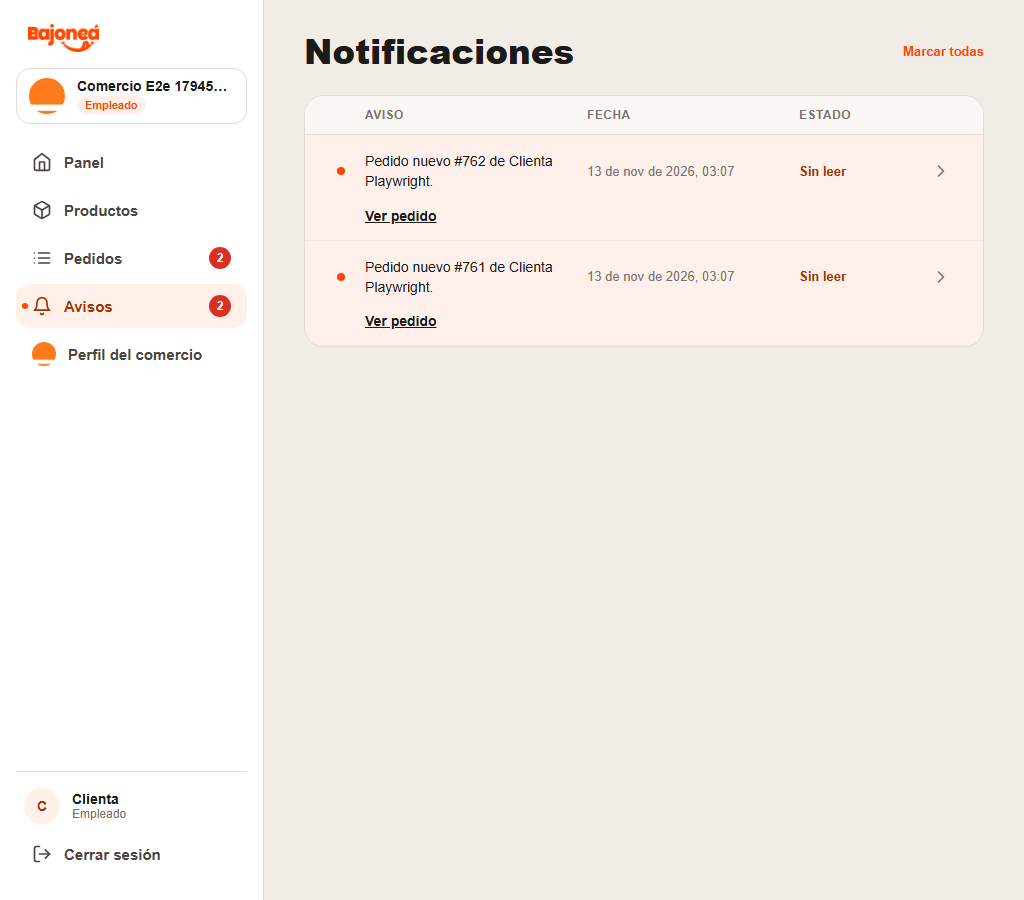 Bajoneá
Comercio E2e 17945…
Empleado
Panel
Productos
Pedidos 2
Avisos 2
Perfil del comercio
Clienta
Empleado
Cerrar sesión
Notificaciones
Marcar todas
AVISO FECHA ESTADO
Pedido nuevo #762 de Clienta
Playwright.
13 de nov de 2026, 03:07
Sin leer
Ver pedido
Pedido nuevo #761 de Clienta
Playwright.
13 de nov de 2026, 03:07
Sin leer
Ver pedido
C